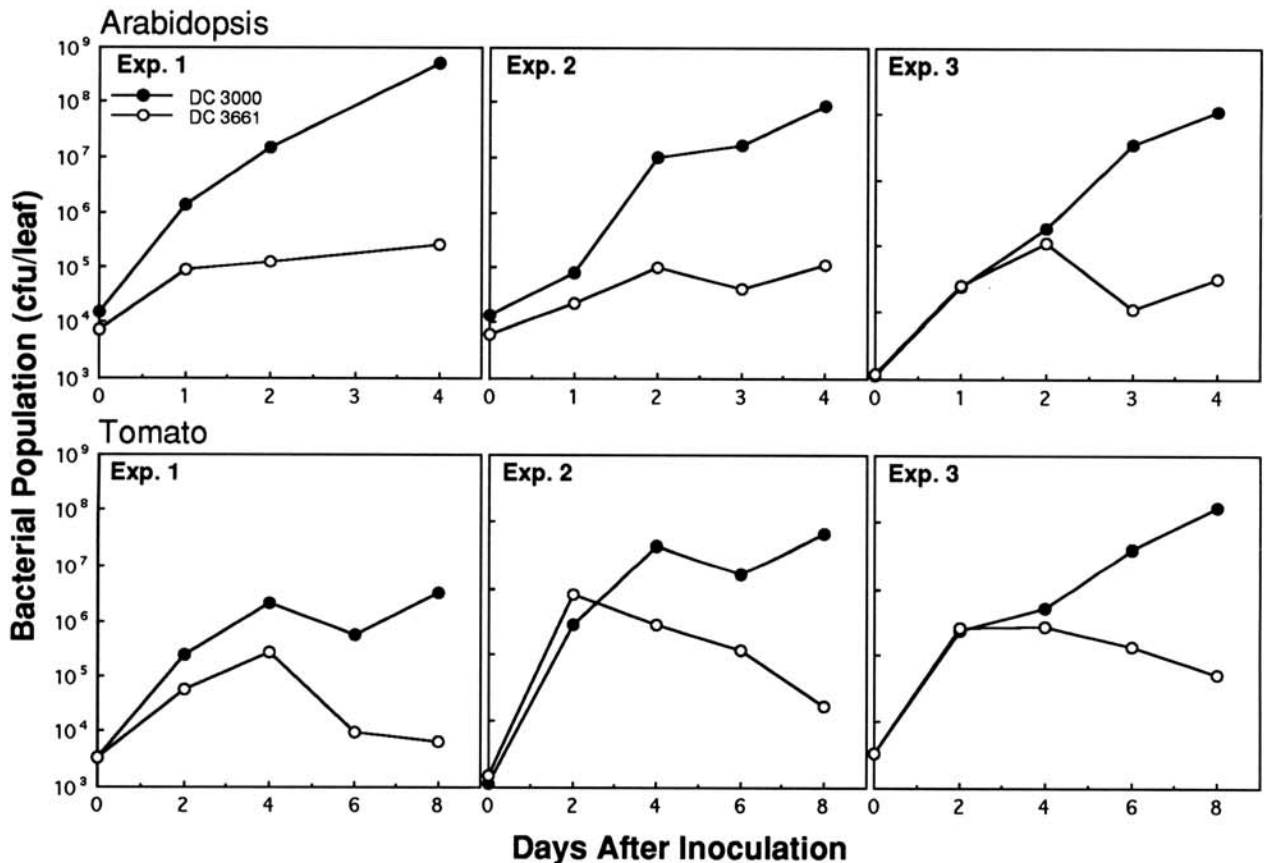 Arabidopsis
Exp. 1
DC 3000
DC 3661
Exp. 2
Exp. 3
10⁹
10⁸
10⁷
10⁶
10⁵
10⁴
10³
0 1 2 3 4
0 1 2 3 4
0 1 2 3 4
Tomato
Exp. 1
Exp. 2
Exp. 3
10⁹
10⁸
10⁷
10⁶
10⁵
10⁴
10³
0 2 4 6 8
0 2 4 6 8
0 2 4 6 8
Bacterial Population (cfu/leaf)
Days After Inoculation